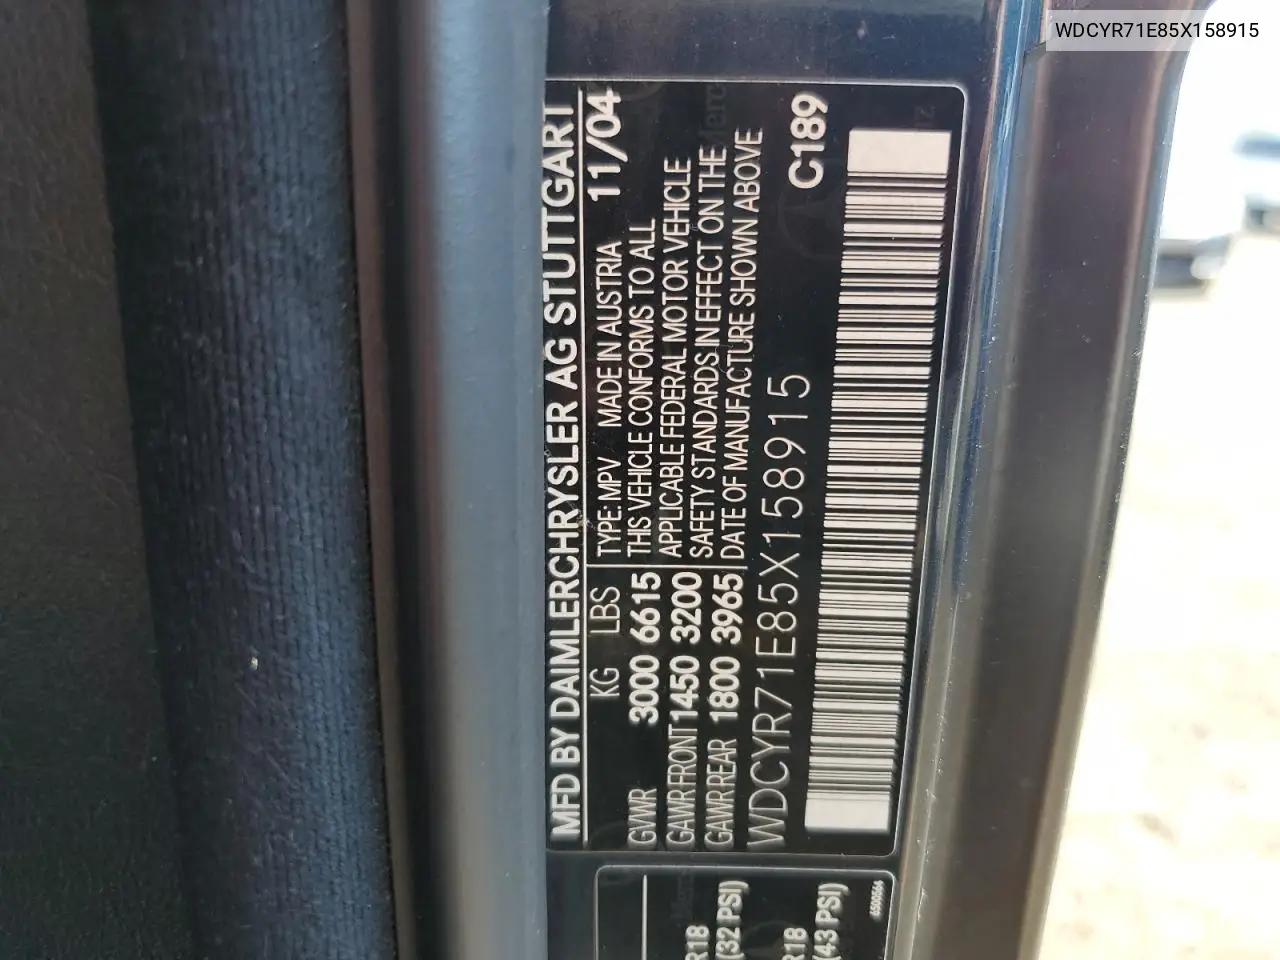 WDCYR71E85X158915
MFD BY DAIMLERCHRYSLER AG STUTTGART
KG LBS
GVWR 3000 6615
GAWR FRONT 1450 3200
GAWR REAR 1800 3965
TYPE: MPV MADE IN AUSTRIA 11/04
THIS VEHICLE CONFORMS TO ALL
APPLICABLE FEDERAL MOTOR VEHICLE
SAFETY STANDARDS IN EFFECT ON THE
DATE OF MANUFACTURE SHOWN ABOVE
WDCYR71E85X158915 C189
R18
(32 PSI)
R18
(43 PSI)